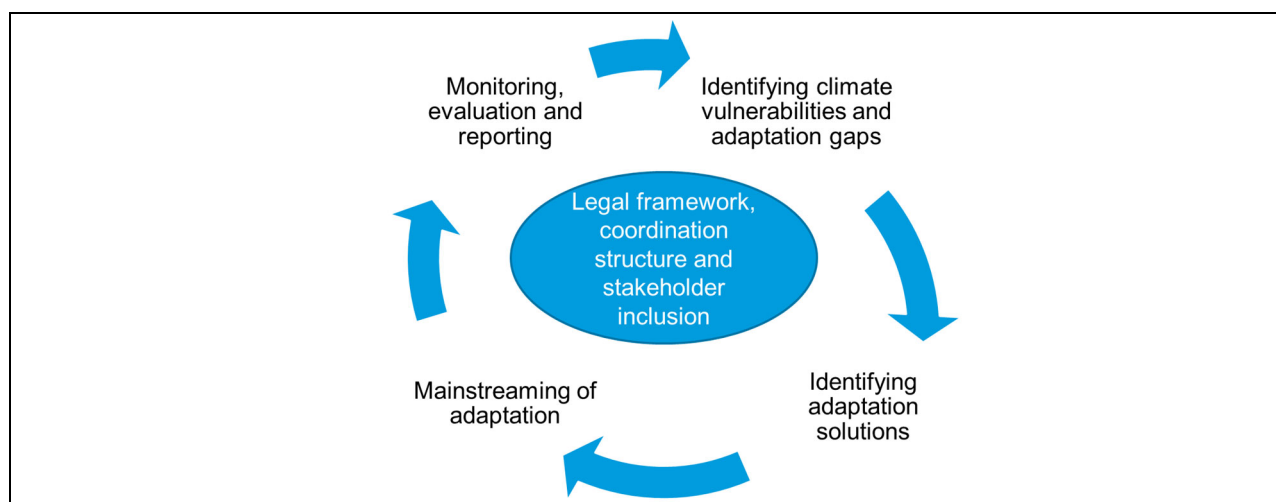 Monitoring,
evaluation and
reporting
Identifying climate
vulnerabilities and
adaptation gaps
Legal framework,
coordination
structure and
stakeholder
inclusion
Identifying
adaptation
solutions
Mainstreaming of
adaptation